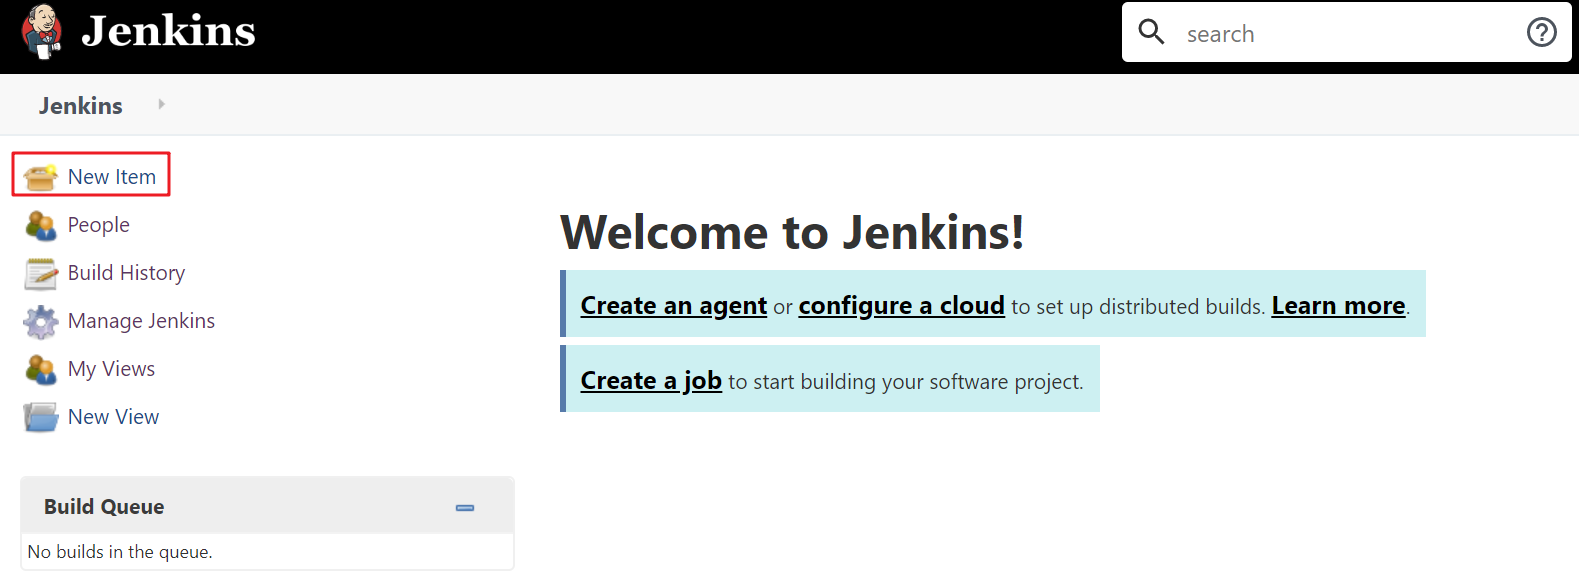 Jenkins
search
Jenkins
New Item
People
Build History
Manage Jenkins
My Views
New View
Welcome to Jenkins!
Create an agent or configure a cloud to set up distributed builds. Learn more.
Create a job to start building your software project.
Build Queue
No builds in the queue.